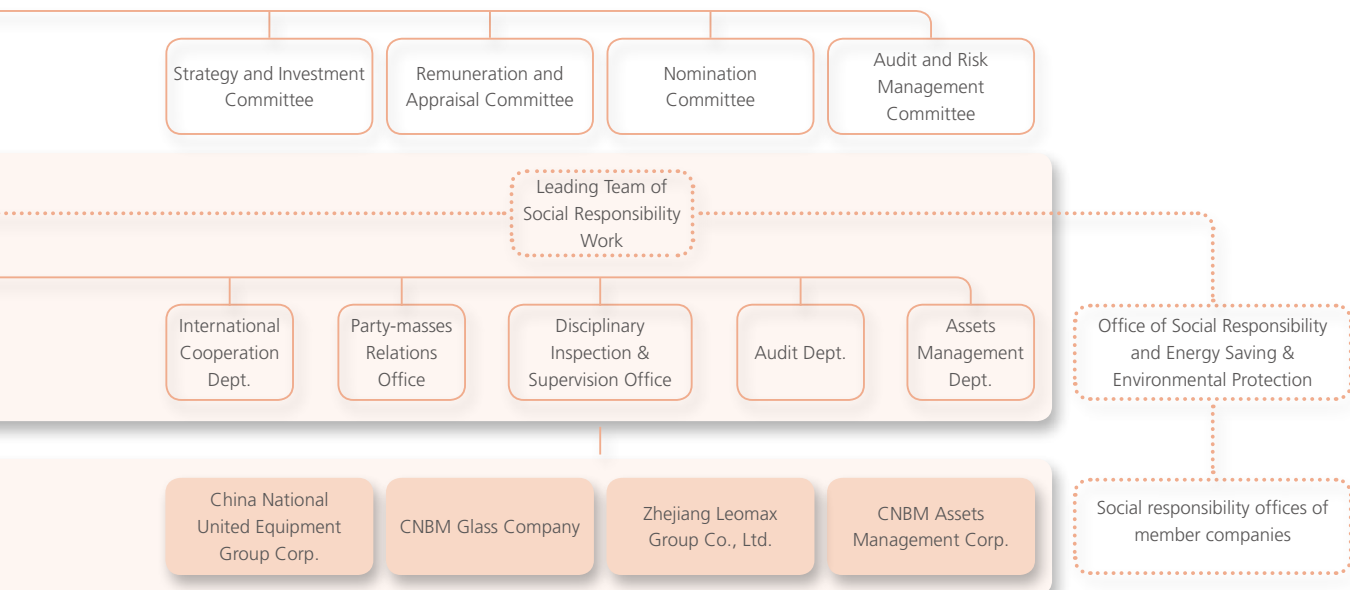 Strategy and Investment
Committee
Remuneration and
Appraisal Committee
Nomination
Committee
Audit and Risk
Management
Committee
Leading Team of
Social Responsibility
Work
International
Cooperation
Dept.
Party-masses
Relations
Office
Disciplinary
Inspection &
Supervision Office
Audit Dept.
Assets
Management
Dept.
Office of Social Responsibility
and Energy Saving &
Environmental Protection
China National
United Equipment
Group Corp.
CNBM Glass Company
Zhejiang Leomax
Group Co., Ltd.
CNBM Assets
Management Corp.
Social responsibility offices of
member companies